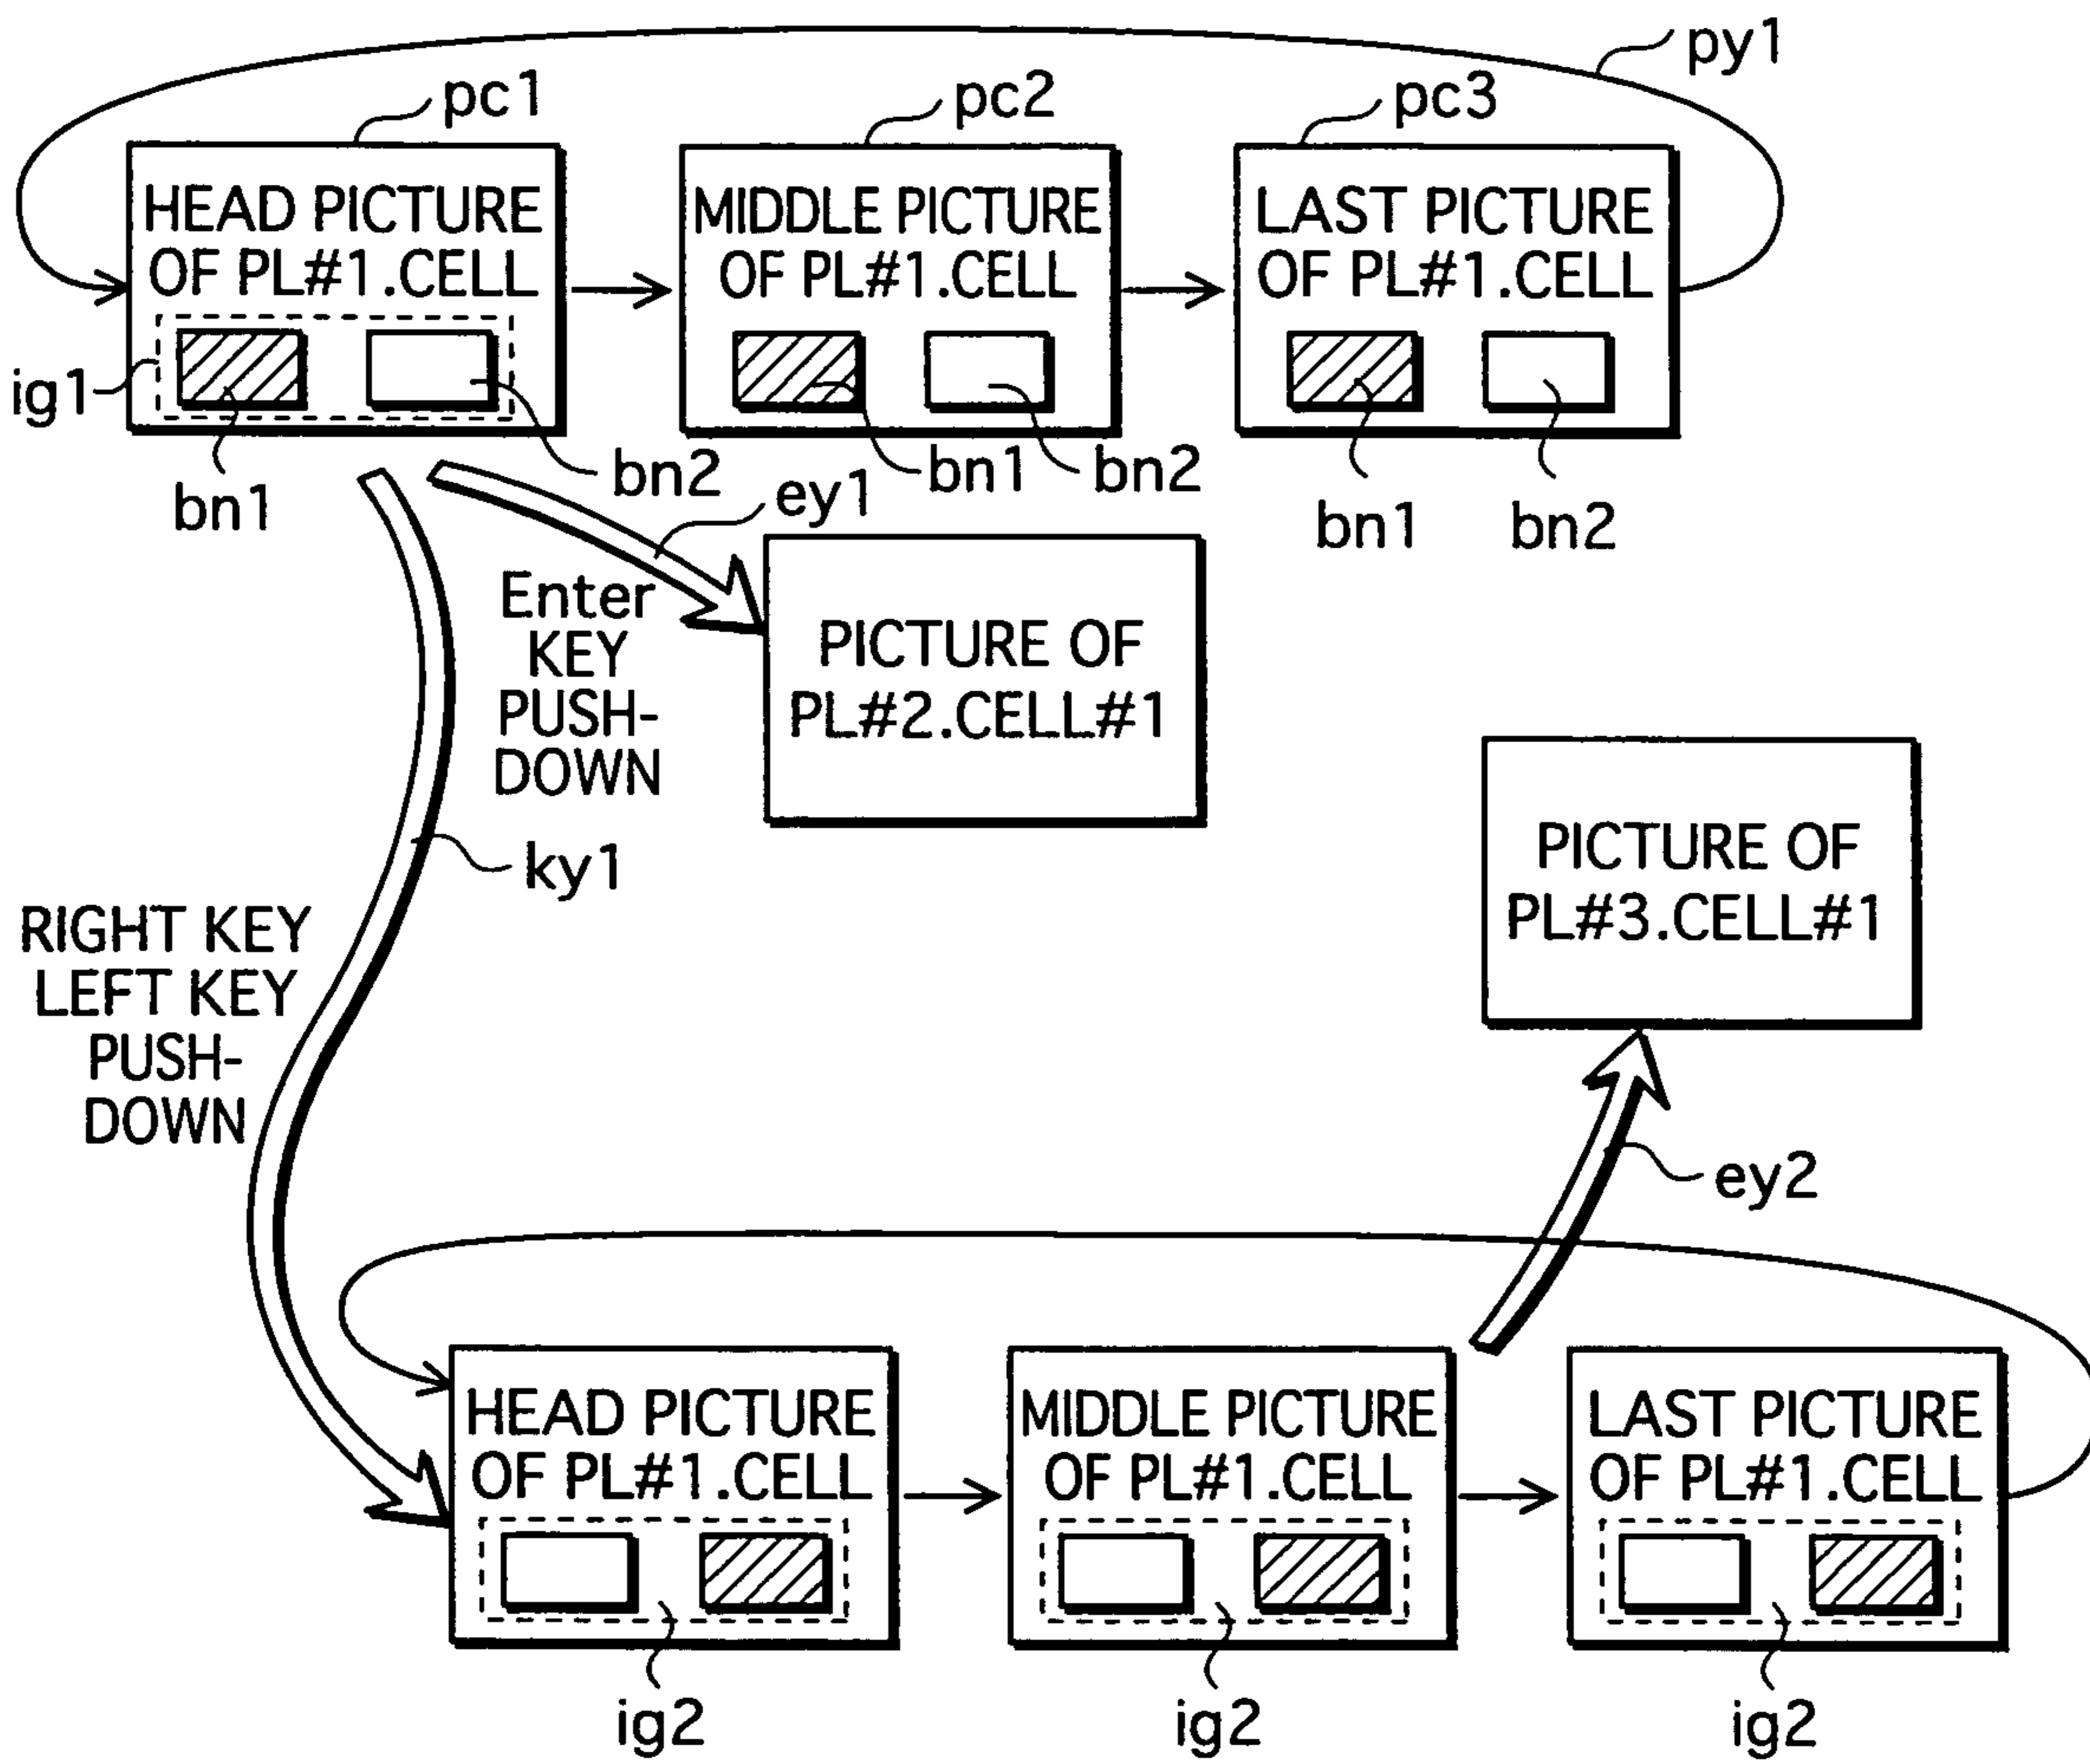 py1
pc1
pc2
pc3
HEAD PICTURE
OF PL#1.CELL
MIDDLE PICTURE
OF PL#1.CELL
LAST PICTURE
OF PL#1.CELL
ig1
bn1
bn2
bn1
bn2
bn1
bn2
ey1
Enter
KEY
PUSH-
DOWN
PICTURE OF
PL#2.CELL#1
ky1
RIGHT KEY
LEFT KEY
PUSH-
DOWN
PICTURE OF
PL#3.CELL#1
ey2
HEAD PICTURE
OF PL#1.CELL
MIDDLE PICTURE
OF PL#1.CELL
LAST PICTURE
OF PL#1.CELL
ig2
ig2
ig2